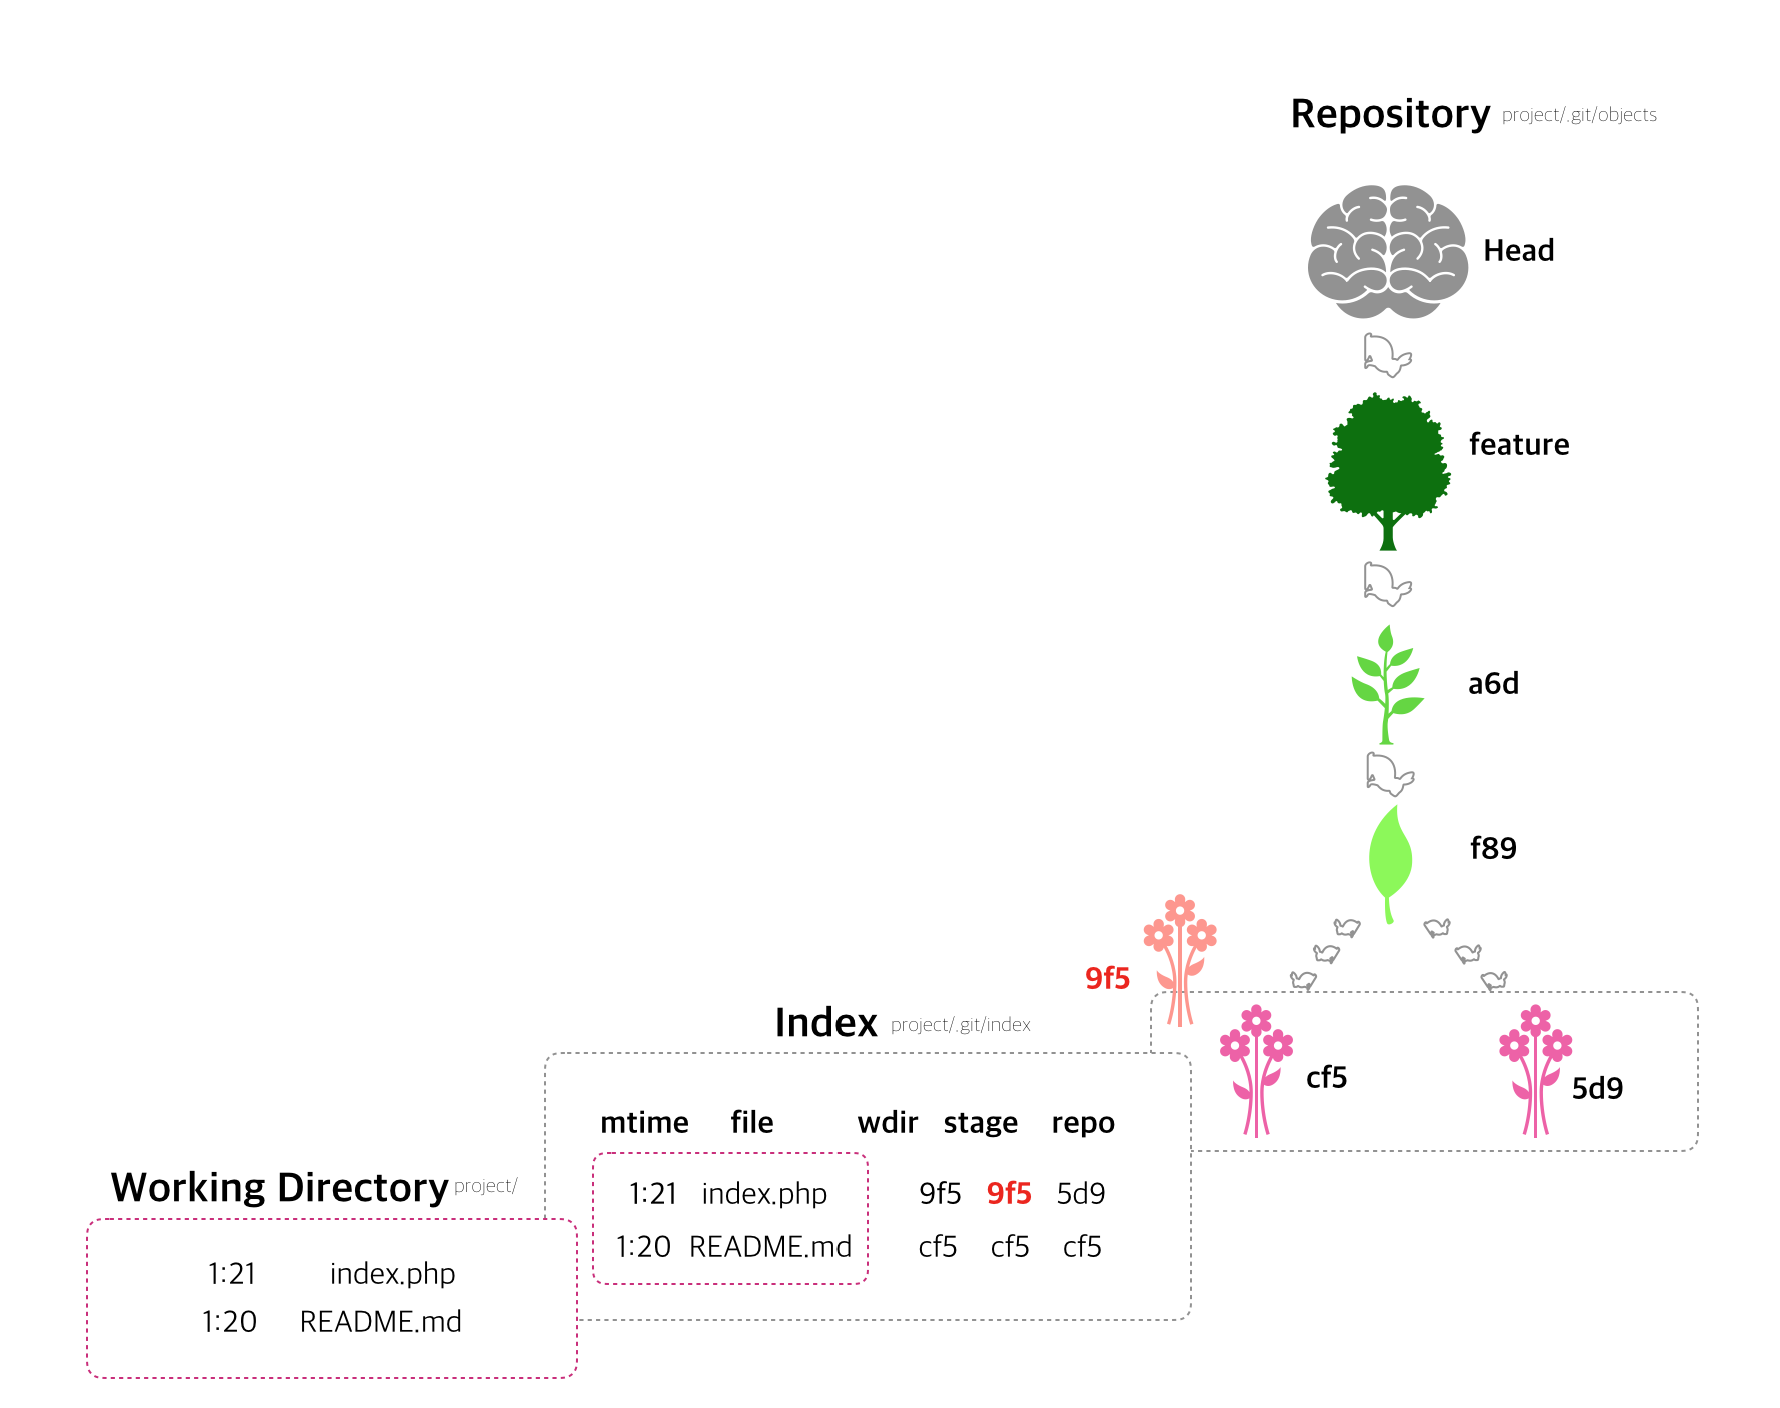 Repository project/.git/objects
Head
feature
a6d
f89
9f5
cf5
5d9
Index project/.git/index
mtime file wdir stage repo
1:21 index.php 9f5 9f5 5d9
1:20 README.md cf5 cf5 cf5
Working Directory project/
1:21 index.php
1:20 README.md